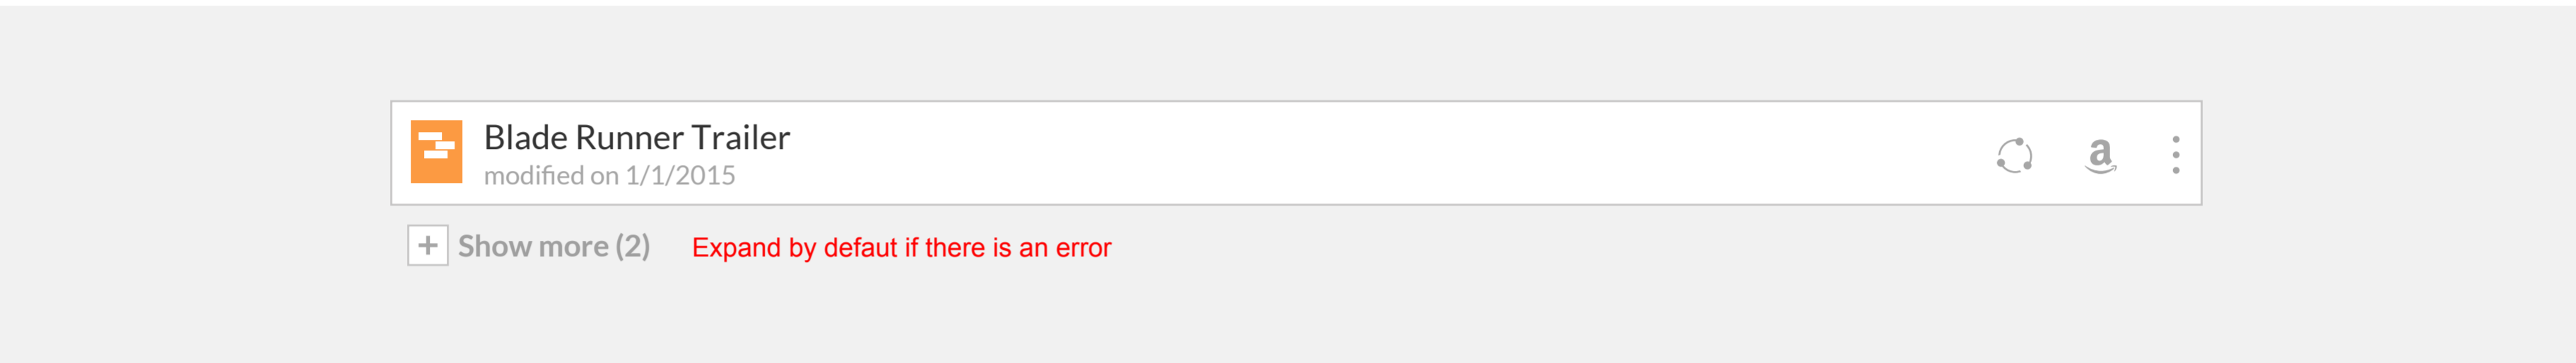 Blade Runner Trailer
modified on 1/1/2015
Show more (2) Expand by defaut if there is an error